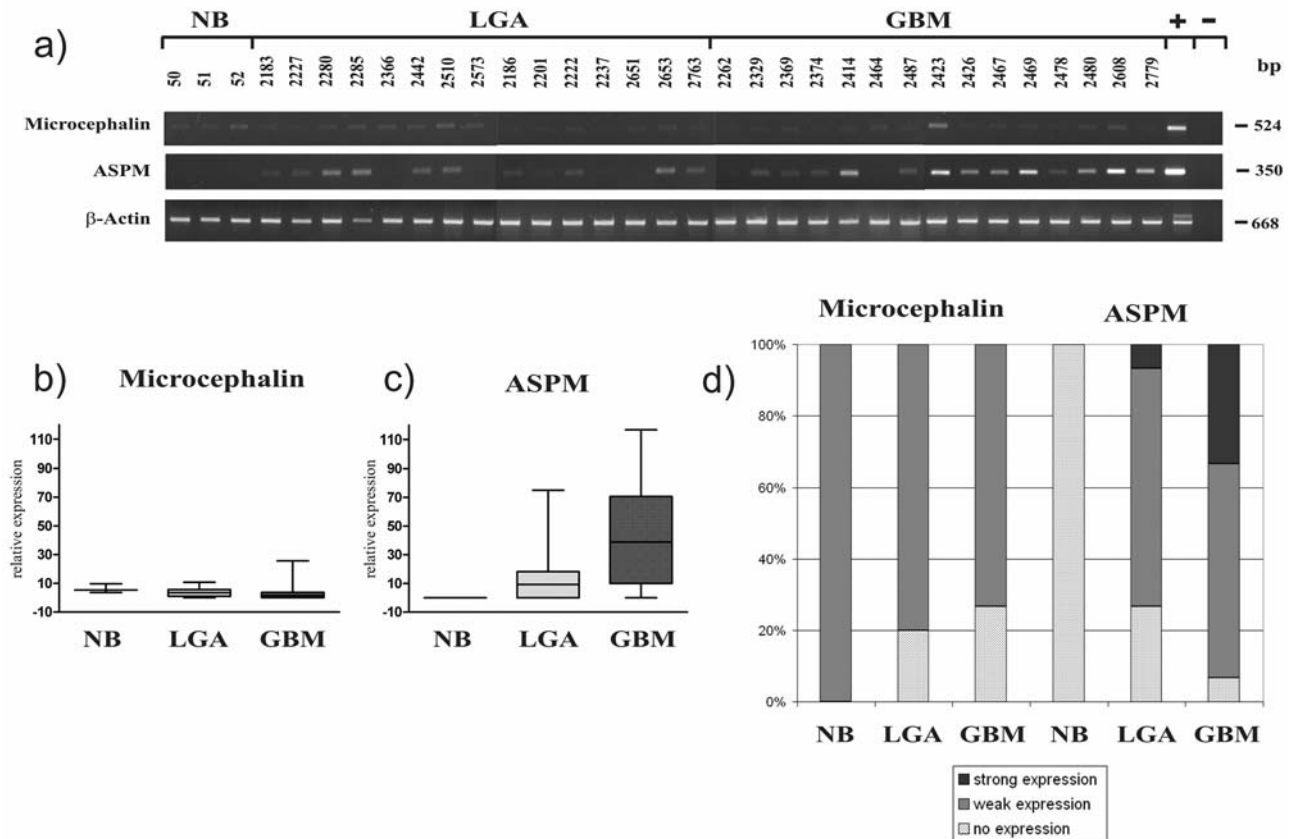 a)
NB LGA GBM + −
50 51 52 2183 2227 2280 2285 2366 2442 2510 2573 2186 2201 2222 2237 2651 2653 2763 2262 2329 2369 2374 2414 2464 2487 2423 2426 2467 2469 2478 2480 2608 2779 bp
Microcephalin 524
ASPM 350
β-Actin 668
b) Microcephalin
relative expression
110
90
70
50
30
10
-10
NB LGA GBM
c) ASPM
relative expression
110
90
70
50
30
10
-10
NB LGA GBM
d)
Microcephalin ASPM
100%
80%
60%
40%
20%
0%
NB LGA GBM NB LGA GBM
strong expression
weak expression
no expression